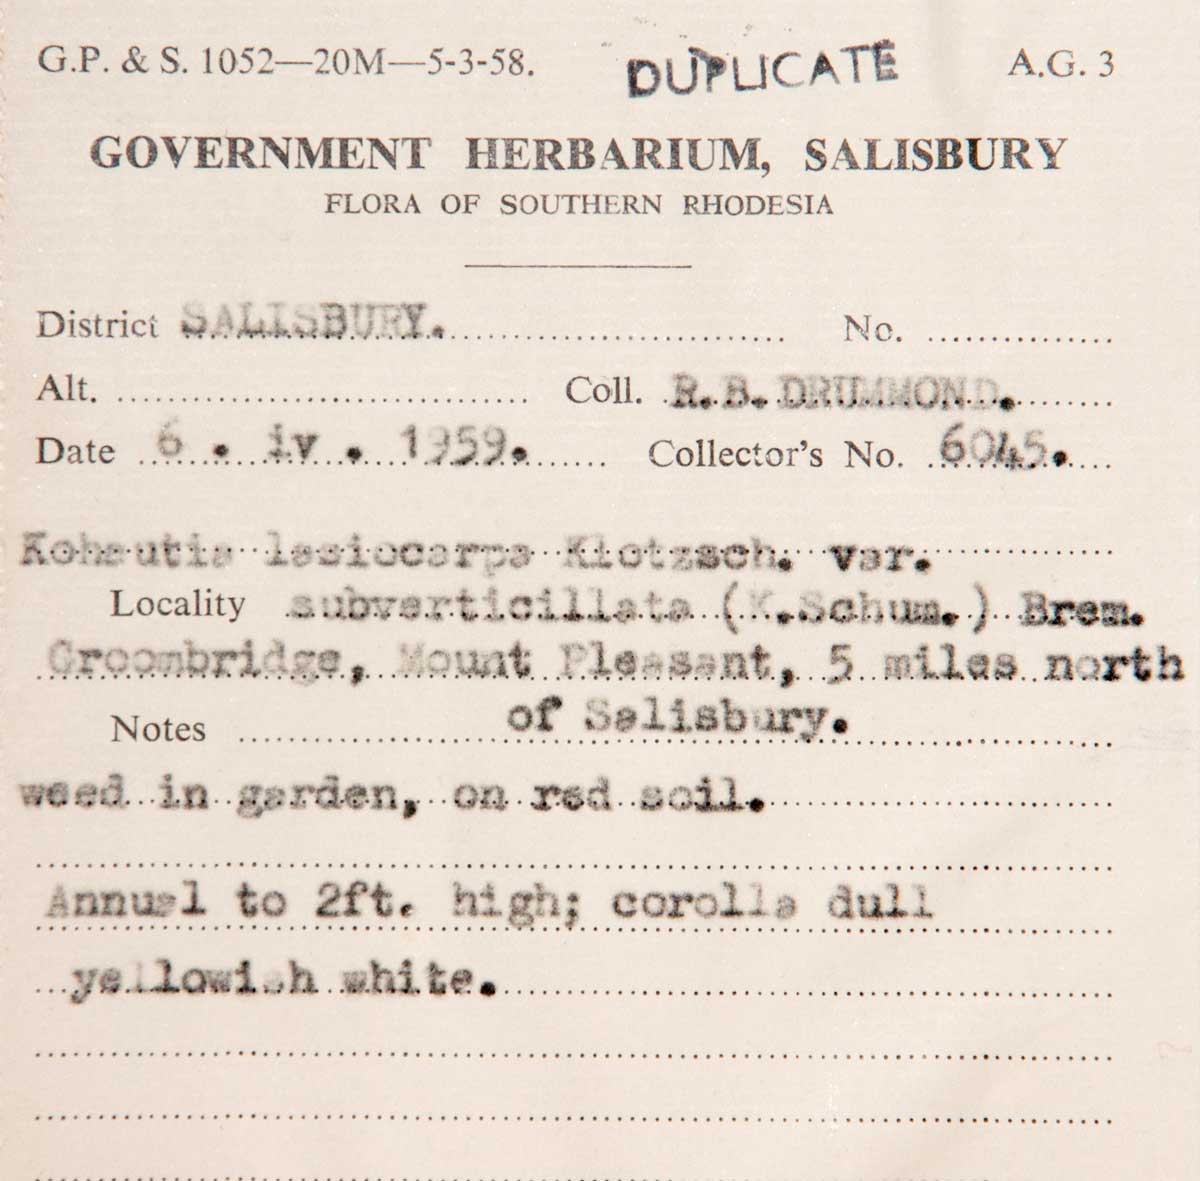 G.P. & S. 1052—20M—5-3-58. DUPLICATE A.G. 3
GOVERNMENT HERBARIUM, SALISBURY
FLORA OF SOUTHERN RHODESIA
District SALISBURY. No.
Alt. Coll. R.B. DRUMMOND.
Date 6 . iv . 1959. Collector's No. 6045.
Kohautia lasiocarpa Klotzsch. var.
Locality subverticillata (K.Schum.) Brem.
Groombridge, Mount Pleasant, 5 miles north
Notes of Salisbury.
weed in garden, on red soil.
Annual to 2ft. high; corolla dull
yellowish white.